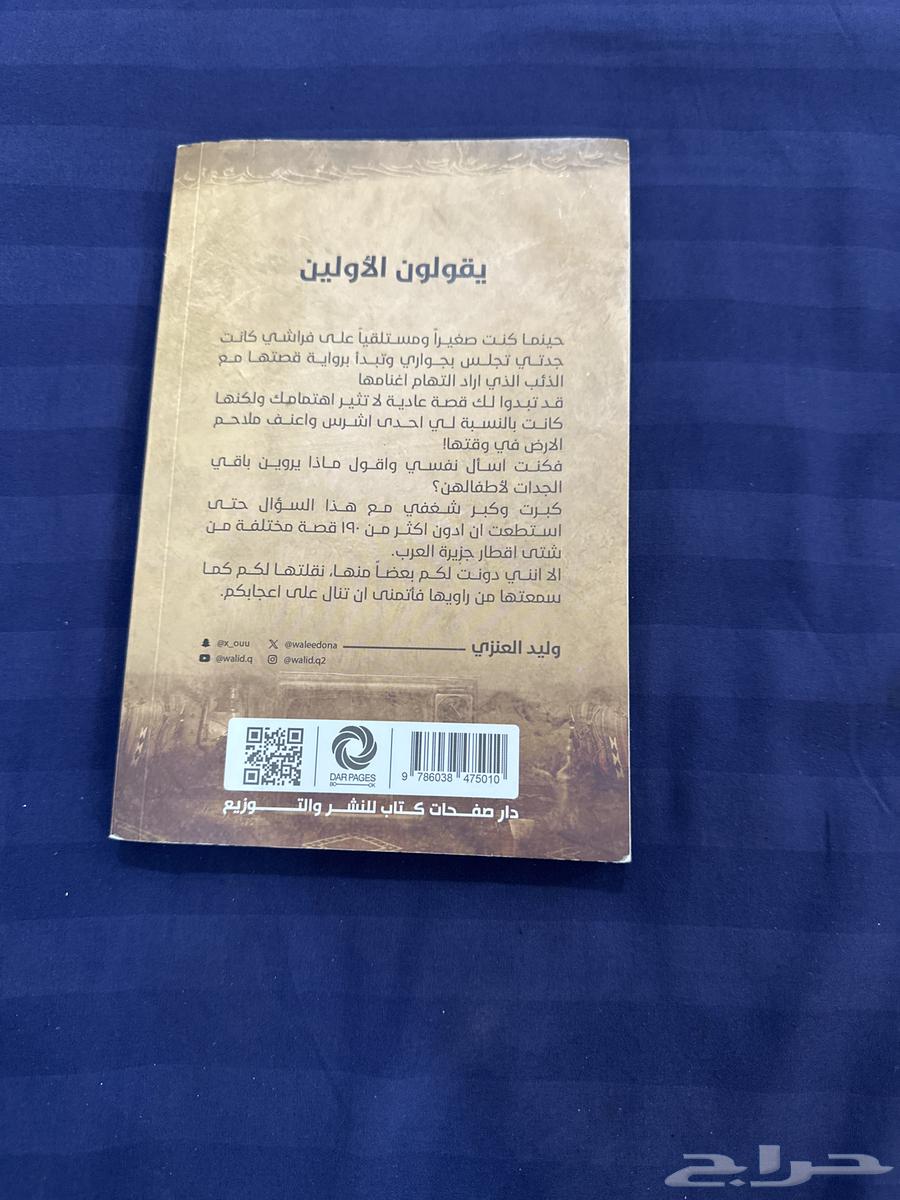 يقولون الأولين
حينما كنت صغيراً ومستلقياً على فراشي كانت
جدتي تجلس بجواري وتبدأ برواية قصتها مع
الذئب الذي اراد التهام اغنامها
قد تبدوا لك قصة عادية لا تثير اهتمامك ولكنها
كانت بالنسبة لي احدى اشرس واعنف ملاحم
الارض في وقتها!
فكنت اسأل نفسي واقول ماذا يروين باقي
الجدات لأطفالهن؟
كبرت وكبر شغفي مع هذا السؤال حتى
استطعت ان ادون اكثر من ١٩٠ قصة مختلفة من
شتى اقطار جزيرة العرب.
الا انني دونت لكم بعضاً منها، نقلتها لكم كما
سمعتها من راويها فأتمنى ان تنال على اعجابكم.
وليد العنزي
@waleedona @x_ouu
@walid.q2 @walid.q
DAR PAGES
BO OK
9 786038 475010
دار صفحات كتاب للنشر والتوزيع
حراج